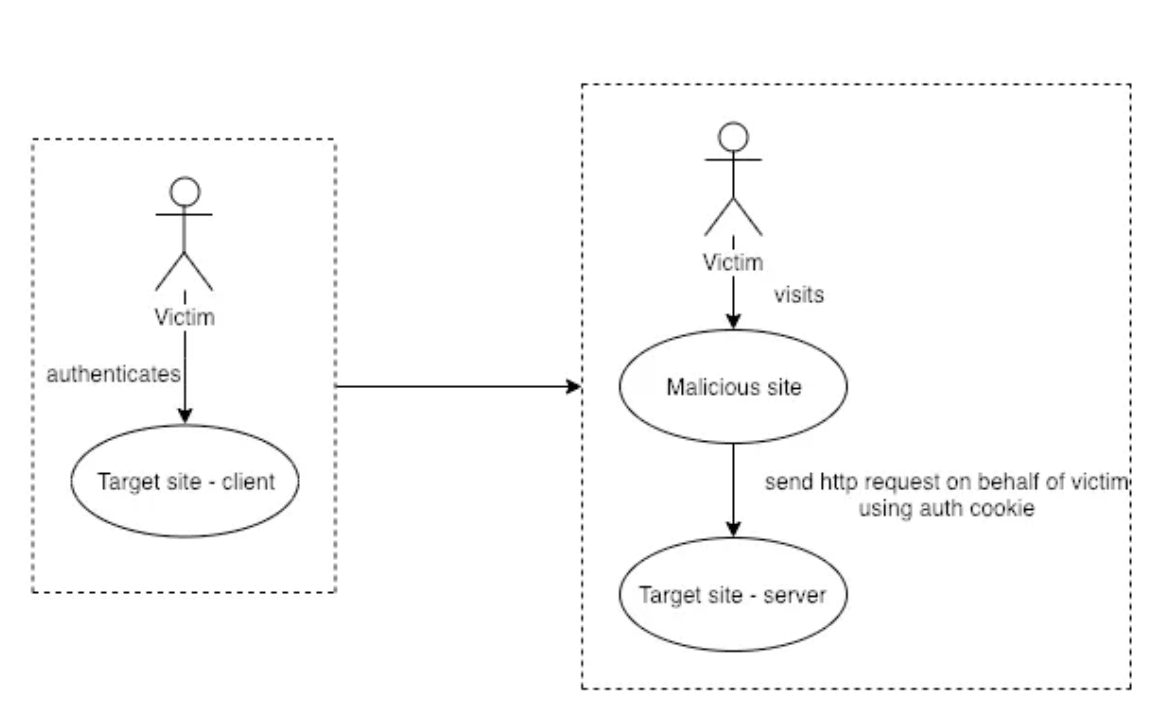 Victim
authenticates
Target site - client
Victim
visits
Malicious site
send http request on behalf of victim
using auth cookie
Target site - server